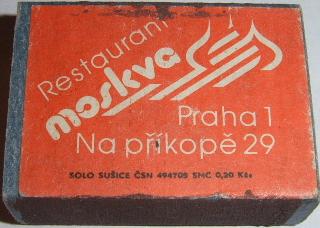 Restaurant
moskva
Praha 1
Na příkopě 29
SOLO SUŠICE ČSN 494705 SMC 0,20 Kčs